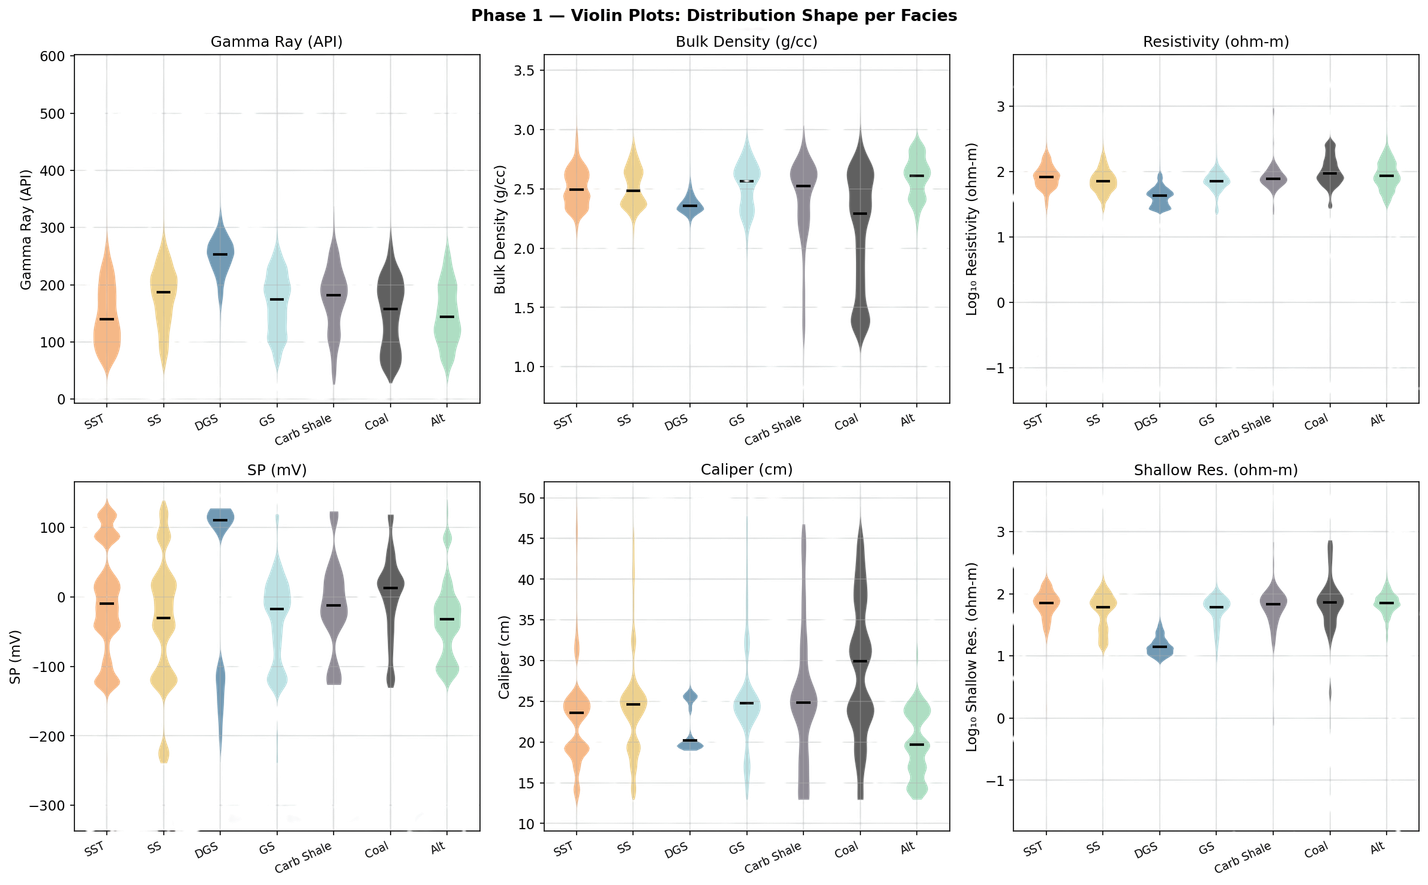 Phase 1 — Violin Plots: Distribution Shape per Facies
Gamma Ray (API)
Gamma Ray (API)
600
500
400
300
200
100
0
SST
SS
DGS
GS
Carb Shale
Coal
Alt
Bulk Density (g/cc)
Bulk Density (g/cc)
3.5
3.0
2.5
2.0
1.5
1.0
SST
SS
DGS
GS
Carb Shale
Coal
Alt
Resistivity (ohm-m)
Log₁₀ Resistivity (ohm-m)
3
2
1
0
−1
SST
SS
DGS
GS
Carb Shale
Coal
Alt
SP (mV)
SP (mV)
100
0
−100
−200
−300
SST
SS
DGS
GS
Carb Shale
Coal
Alt
Caliper (cm)
Caliper (cm)
50
45
40
35
30
25
20
15
10
SST
SS
DGS
GS
Carb Shale
Coal
Alt
Shallow Res. (ohm-m)
Log₁₀ Shallow Res. (ohm-m)
3
2
1
0
−1
SST
SS
DGS
GS
Carb Shale
Coal
Alt